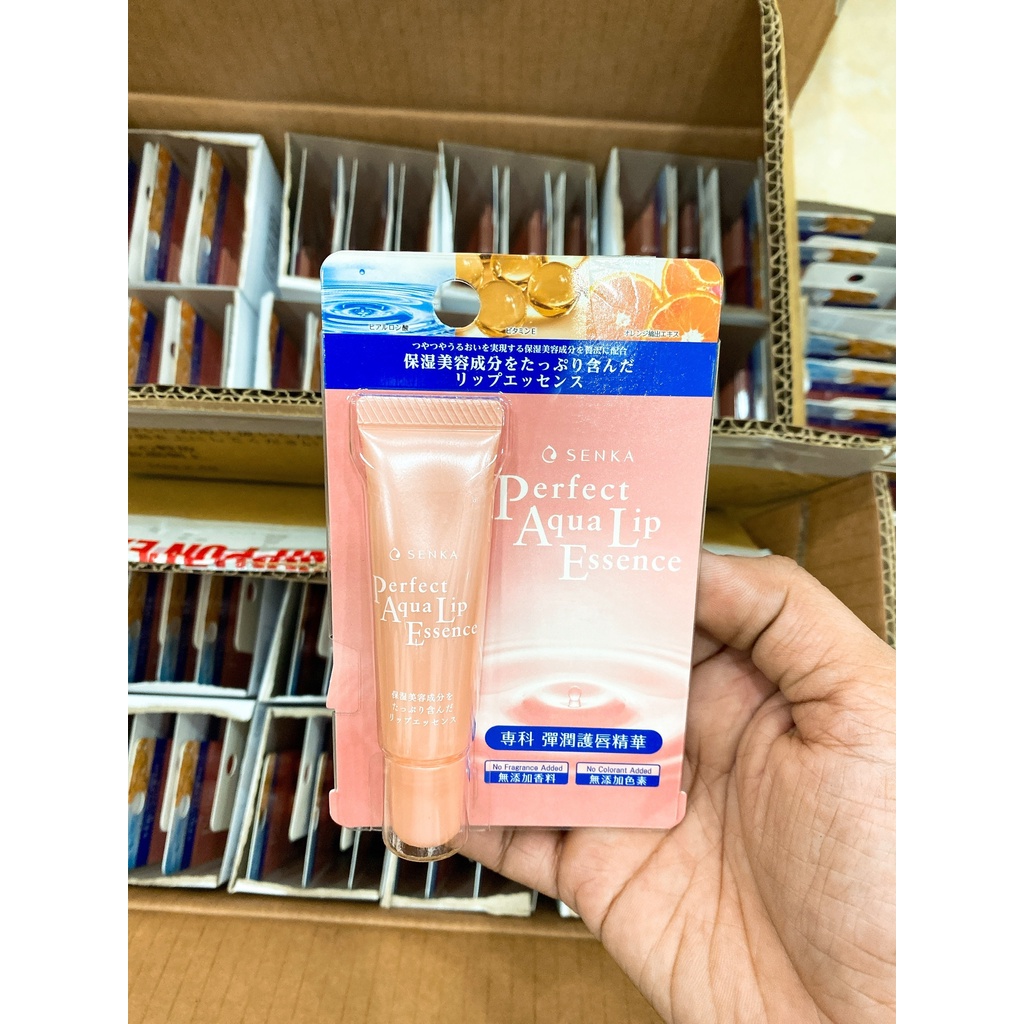 ヒアルロン酸
ビタミンE
オレンジ抽出エキス
つやつやうるおいを実現する保湿美容成分を贅沢に配合
保湿美容成分をたっぷり含んだ
リップエッセンス
SENKA
Perfect
Aqua Lip
Essence
SENKA
Perfect
Aqua Lip
Essence
保湿美容成分を
たっぷり含んだ
リップエッセンス
専科 彈潤護唇精華
No Fragrance Added
無添加香料
No Colorant Added
無添加色素
NIPPON E